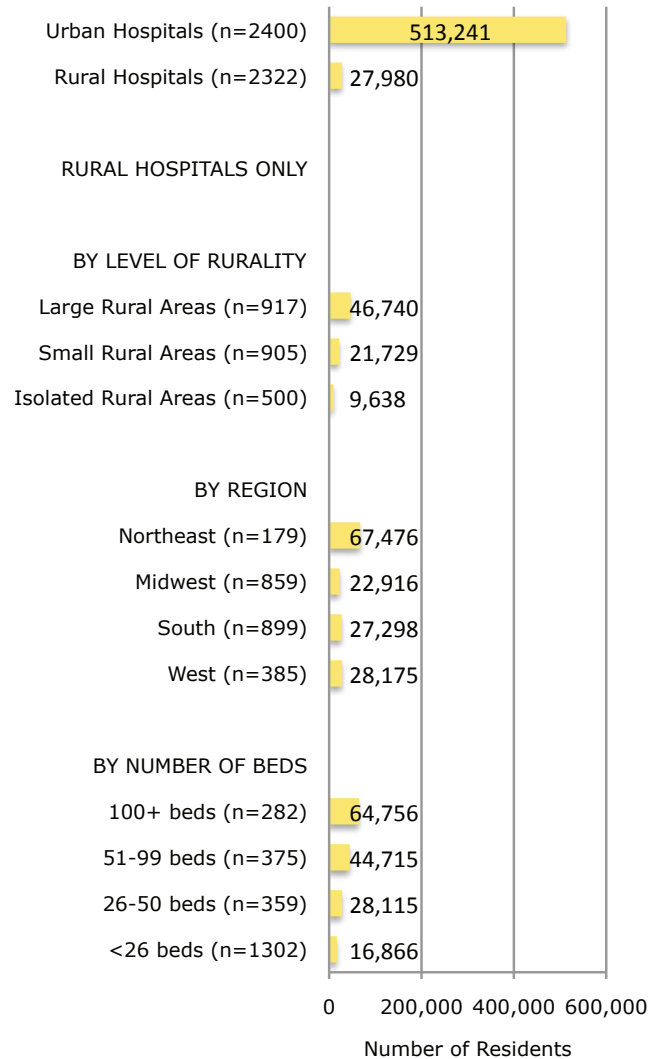 Urban Hospitals (n=2400) 513,241
Rural Hospitals (n=2322) 27,980
RURAL HOSPITALS ONLY
BY LEVEL OF RURALITY
Large Rural Areas (n=917) 46,740
Small Rural Areas (n=905) 21,729
Isolated Rural Areas (n=500) 9,638
BY REGION
Northeast (n=179) 67,476
Midwest (n=859) 22,916
South (n=899) 27,298
West (n=385) 28,175
BY NUMBER OF BEDS
100+ beds (n=282) 64,756
51-99 beds (n=375) 44,715
26-50 beds (n=359) 28,115
<26 beds (n=1302) 16,866
0 200,000 400,000 600,000
Number of Residents